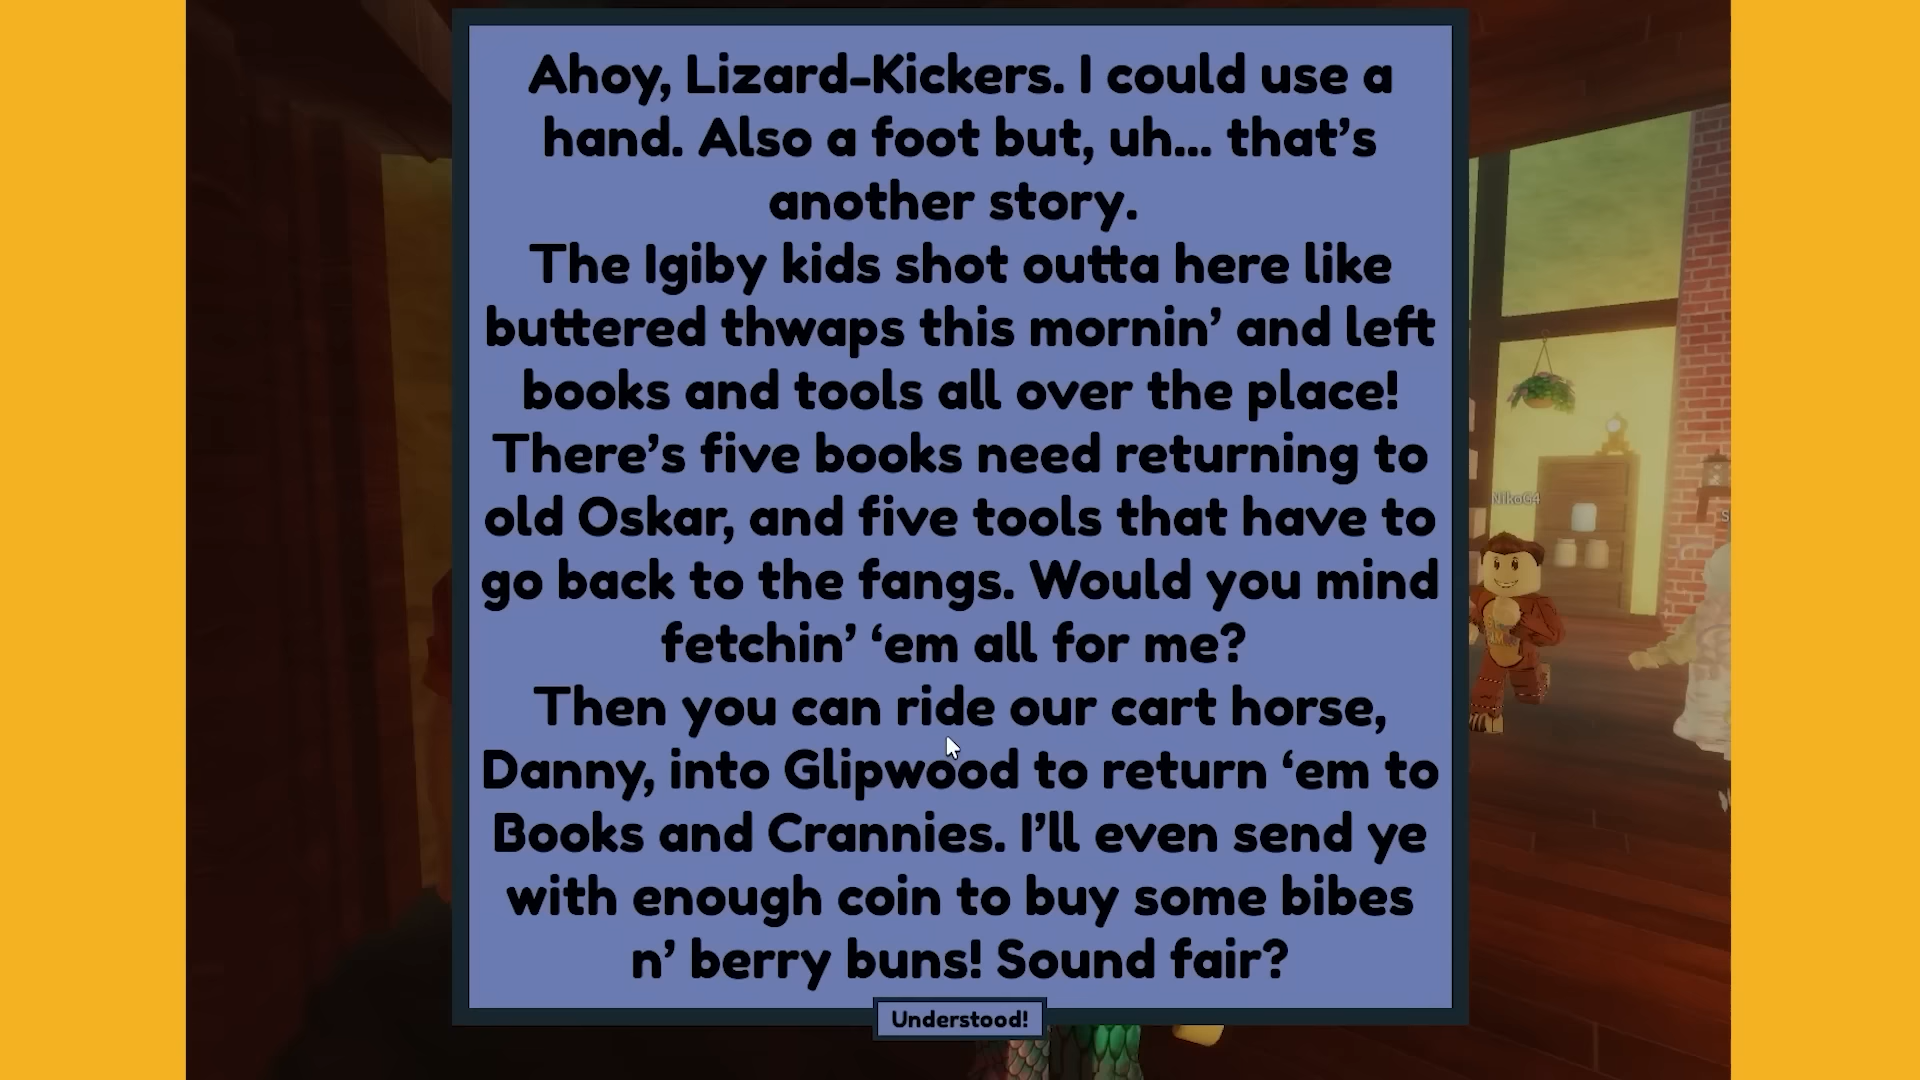 Ahoy, Lizard-Kickers. I could use a
hand. Also a foot but, uh... that’s
another story.
The Igiby kids shot outta here like
buttered thwaps this mornin’ and left
books and tools all over the place!
There’s five books need returning to
old Oskar, and five tools that have to
go back to the fangs. Would you mind
fetchin’ ‘em all for me?
Then you can ride our cart horse,
Danny, into Glipwood to return ‘em to
Books and Crannies. I’ll even send ye
with enough coin to buy some bibes
n’ berry buns! Sound fair?
Understood!